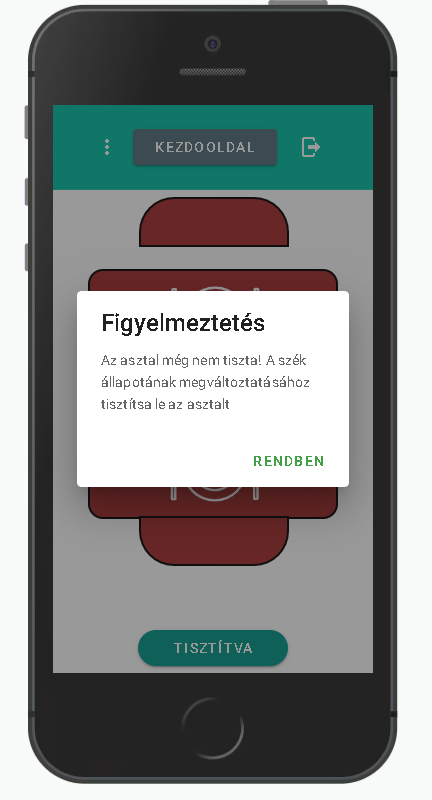 KEZDOOLDAL
Figyelmeztetés
Az asztal még nem tiszta! A szék
állapotának megváltoztatásához
tisztítsa le az asztalt
RENDBEN
TISZTÍTVA